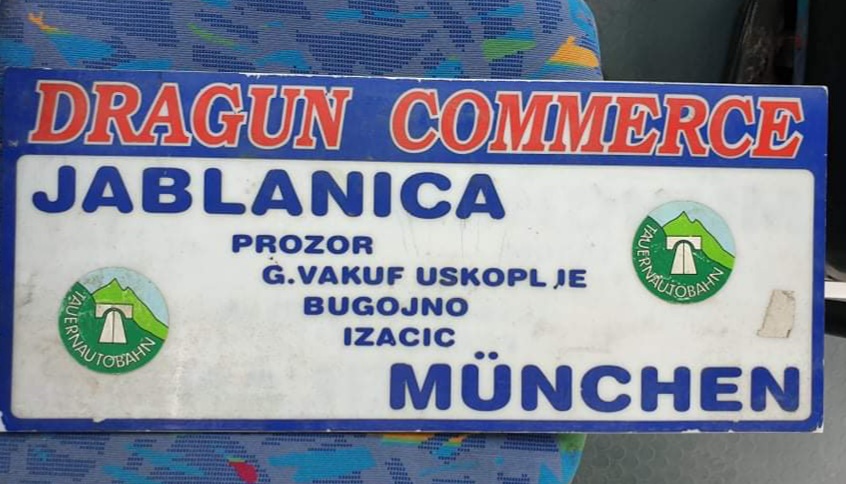 DRAGUN COMMERCE
JABLANICA
PROZOR
G.VAKUF USKOPLJE
BUGOJNO
IZACIC
MÜNCHEN
TAUERNAUTOBAHN
TAUERNAUTOBAHN